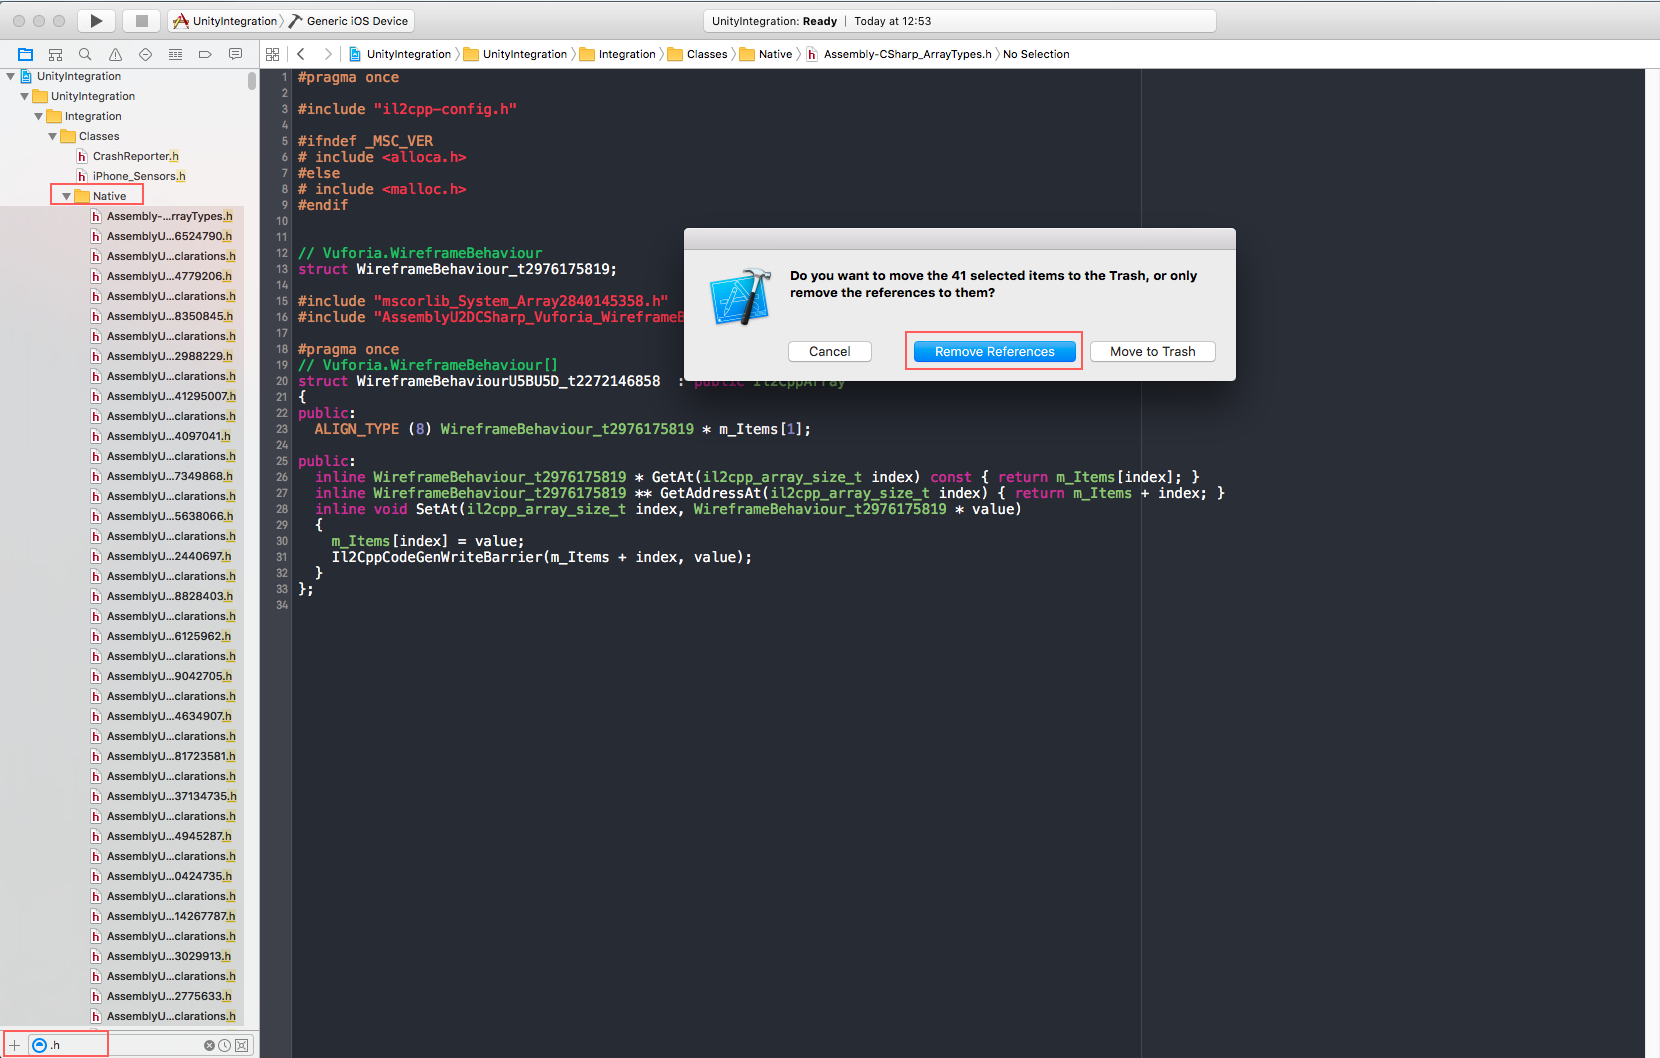 UnityIntegration Generic iOS Device
UnityIntegration: Ready | Today at 12:53
UnityIntegration UnityIntegration Integration Classes Native Assembly-CSharp_ArrayTypes.h No Selection
UnityIntegration
UnityIntegration
Integration
Classes
CrashReporter.h
iPhone_Sensors.h
Native
Assembly-...rrayTypes.h
AssemblyU...6524790.h
AssemblyU...clarations.h
AssemblyU...4779206.h
AssemblyU...clarations.h
AssemblyU...8350845.h
AssemblyU...clarations.h
AssemblyU...2988229.h
AssemblyU...clarations.h
AssemblyU...41295007.h
AssemblyU...clarations.h
AssemblyU...4097041.h
AssemblyU...clarations.h
AssemblyU...7349868.h
AssemblyU...clarations.h
AssemblyU...5638066.h
AssemblyU...clarations.h
AssemblyU...2440697.h
AssemblyU...clarations.h
AssemblyU...8828403.h
AssemblyU...clarations.h
AssemblyU...6125962.h
AssemblyU...clarations.h
AssemblyU...9042705.h
AssemblyU...clarations.h
AssemblyU...4634907.h
AssemblyU...clarations.h
AssemblyU...81723581.h
AssemblyU...clarations.h
AssemblyU...37134735.h
AssemblyU...clarations.h
AssemblyU...4945287.h
AssemblyU...clarations.h
AssemblyU...0424735.h
AssemblyU...clarations.h
AssemblyU...14267787.h
AssemblyU...clarations.h
AssemblyU...3029913.h
AssemblyU...clarations.h
AssemblyU...2775633.h
AssemblyU...clarations.h
.h
1 #pragma once
2
3 #include "il2cpp-config.h"
4
5 #ifndef _MSC_VER
6 # include <alloca.h>
7 #else
8 # include <malloc.h>
9 #endif
10
11
12 // Vuforia.WireframeBehaviour
13 struct WireframeBehaviour_t2976175819;
14
15 #include "mscorlib_System_Array2840145358.h"
16 #include "AssemblyU2DCSharp_Vuforia_WireframeB
17
18 #pragma once
19 // Vuforia.WireframeBehaviour[]
20 struct WireframeBehaviourU5BU5D_t2272146858 : public Il2CppArray
21 {
22 public:
23 ALIGN_TYPE (8) WireframeBehaviour_t2976175819 * m_Items[1];
24
25 public:
26 inline WireframeBehaviour_t2976175819 * GetAt(il2cpp_array_size_t index) const { return m_Items[index]; }
27 inline WireframeBehaviour_t2976175819 ** GetAddressAt(il2cpp_array_size_t index) { return m_Items + index; }
28 inline void SetAt(il2cpp_array_size_t index, WireframeBehaviour_t2976175819 * value)
29 {
30 m_Items[index] = value;
31 Il2CppCodeGenWriteBarrier(m_Items + index, value);
32 }
33 };
34
Do you want to move the 41 selected items to the Trash, or only
remove the references to them?
Cancel Remove References Move to Trash